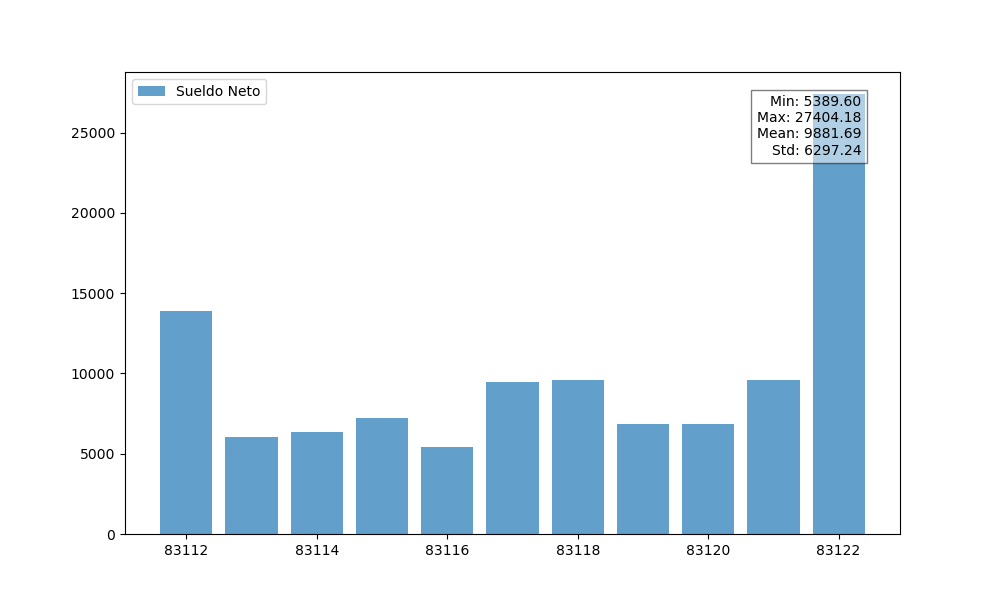 Sueldo Neto
Min: 5389.60
Max: 27404.18
Mean: 9881.69
Std: 6297.24
25000
20000
15000
10000
5000
0
83112 83114 83116 83118 83120 83122